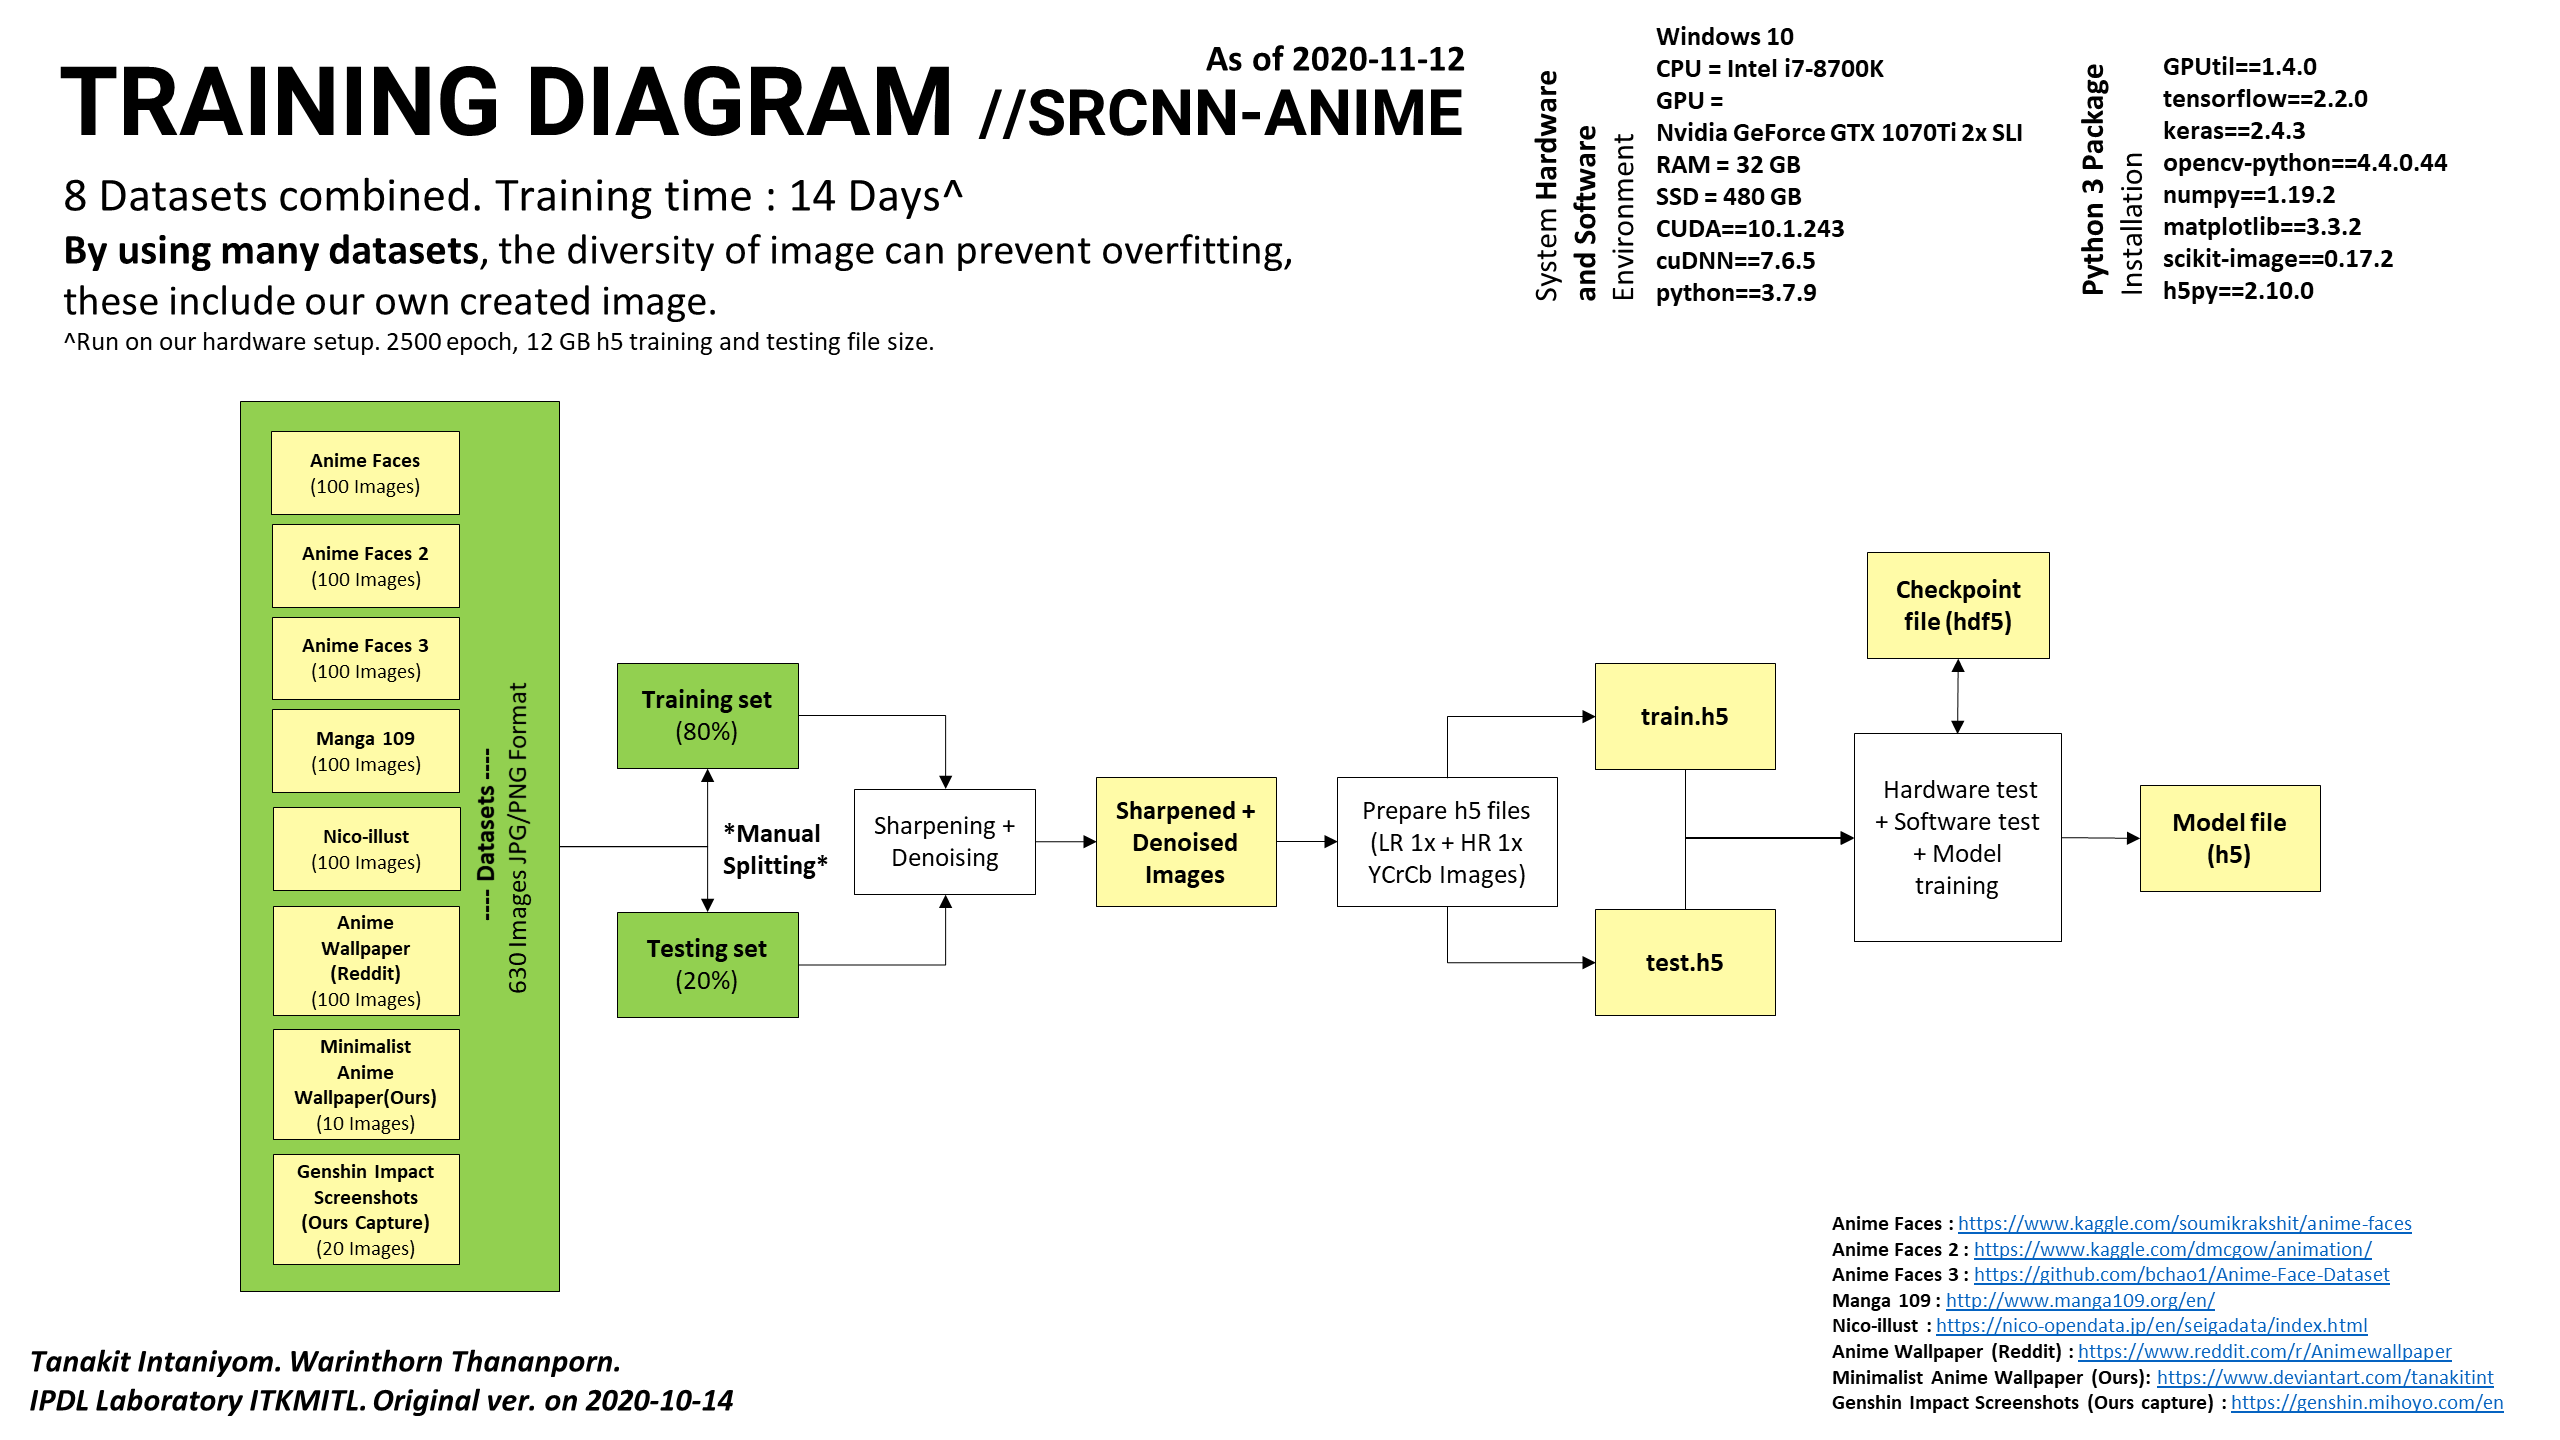 As of 2020-11-12
TRAINING DIAGRAM //SRCNN-ANIME
8 Datasets combined. Training time : 14 Days^
By using many datasets, the diversity of image can prevent overfitting,
these include our own created image.
^Run on our hardware setup. 2500 epoch, 12 GB h5 training and testing file size.
System Hardware
and Software
Environment
Windows 10
CPU = Intel i7-8700K
GPU =
Nvidia GeForce GTX 1070Ti 2x SLI
RAM = 32 GB
SSD = 480 GB
CUDA==10.1.243
cuDNN==7.6.5
python==3.7.9
Python 3 Package
Installation
GPUtil==1.4.0
tensorflow==2.2.0
keras==2.4.3
opencv-python==4.4.0.44
numpy==1.19.2
matplotlib==3.3.2
scikit-image==0.17.2
h5py==2.10.0
Anime Faces
(100 Images)
Anime Faces 2
(100 Images)
Anime Faces 3
(100 Images)
Manga 109
(100 Images)
Nico-illust
(100 Images)
Anime
Wallpaper
(Reddit)
(100 Images)
Minimalist
Anime
Wallpaper(Ours)
(10 Images)
Genshin Impact
Screenshots
(Ours Capture)
(20 Images)
---- Datasets ----
630 Images JPG/PNG Format
Training set
(80%)
*Manual
Splitting*
Testing set
(20%)
Sharpening +
Denoising
Sharpened +
Denoised
Images
Prepare h5 files
(LR 1x + HR 1x
YCrCb Images)
train.h5
test.h5
Checkpoint
file (hdf5)
Hardware test
+ Software test
+ Model
training
Model file
(h5)
Anime Faces : https://www.kaggle.com/soumikrakshit/anime-faces
Anime Faces 2 : https://www.kaggle.com/dmcgow/animation/
Anime Faces 3 : https://github.com/bchao1/Anime-Face-Dataset
Manga 109 : http://www.manga109.org/en/
Nico-illust : https://nico-opendata.jp/en/seigadata/index.html
Anime Wallpaper (Reddit) : https://www.reddit.com/r/Animewallpaper
Minimalist Anime Wallpaper (Ours): https://www.deviantart.com/tanakitint
Genshin Impact Screenshots (Ours capture) : https://genshin.mihoyo.com/en
Tanakit Intaniyom. Warinthorn Thananporn.
IPDL Laboratory ITKMITL. Original ver. on 2020-10-14